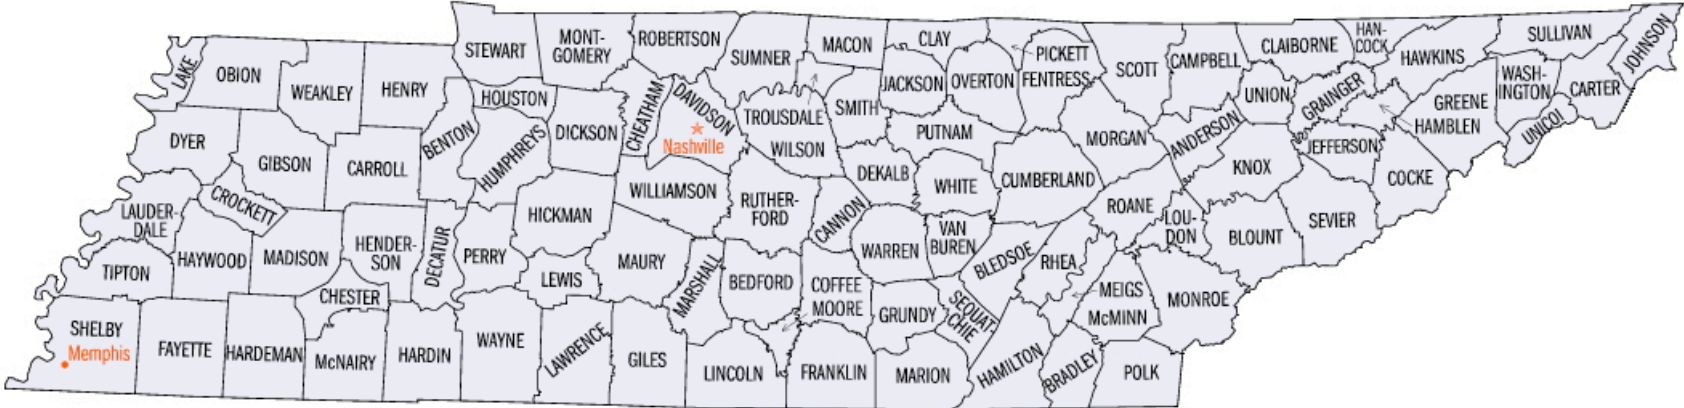 LAKE
OBION
WEAKLEY
HENRY
STEWART
MONT-
GOMERY
ROBERTSON
SUMNER
MACON
CLAY
PICKETT
SCOTT
CAMPBELL
CLAIBORNE
HAN-
COCK
HAWKINS
SULLIVAN
JOHNSON
HOUSTON
CHEATHAM
DAVIDSON
Nashville
TROUSDALE
SMITH
JACKSON
OVERTON
FENTRESS
UNION
GRAINGER
GREENE
HAMBLEN
WASH-
INGTON
CARTER
UNICOI
DYER
GIBSON
CARROLL
BENTON
HUMPHREYS
DICKSON
WILSON
PUTNAM
MORGAN
ANDERSON
KNOX
JEFFERSON
COCKE
LAUDER-
DALE
CROCKETT
HICKMAN
WILLIAMSON
RUTHER-
FORD
CANNON
DEKALB
WHITE
CUMBERLAND
ROANE
LOU-
DON
BLOUNT
SEVIER
TIPTON
HAYWOOD
MADISON
HENDER-
SON
DECATUR
PERRY
LEWIS
MAURY
MARSHALL
BEDFORD
COFFEE
WARREN
VAN
BUREN
BLEDSOE
RHEA
MEIGS
McMINN
MONROE
SHELBY
Memphis
FAYETTE
HARDEMAN
CHESTER
McNAIRY
HARDIN
WAYNE
LAWRENCE
GILES
LINCOLN
MOORE
FRANKLIN
GRUNDY
SEQUAT-
CHIE
MARION
HAMILTON
BRADLEY
POLK